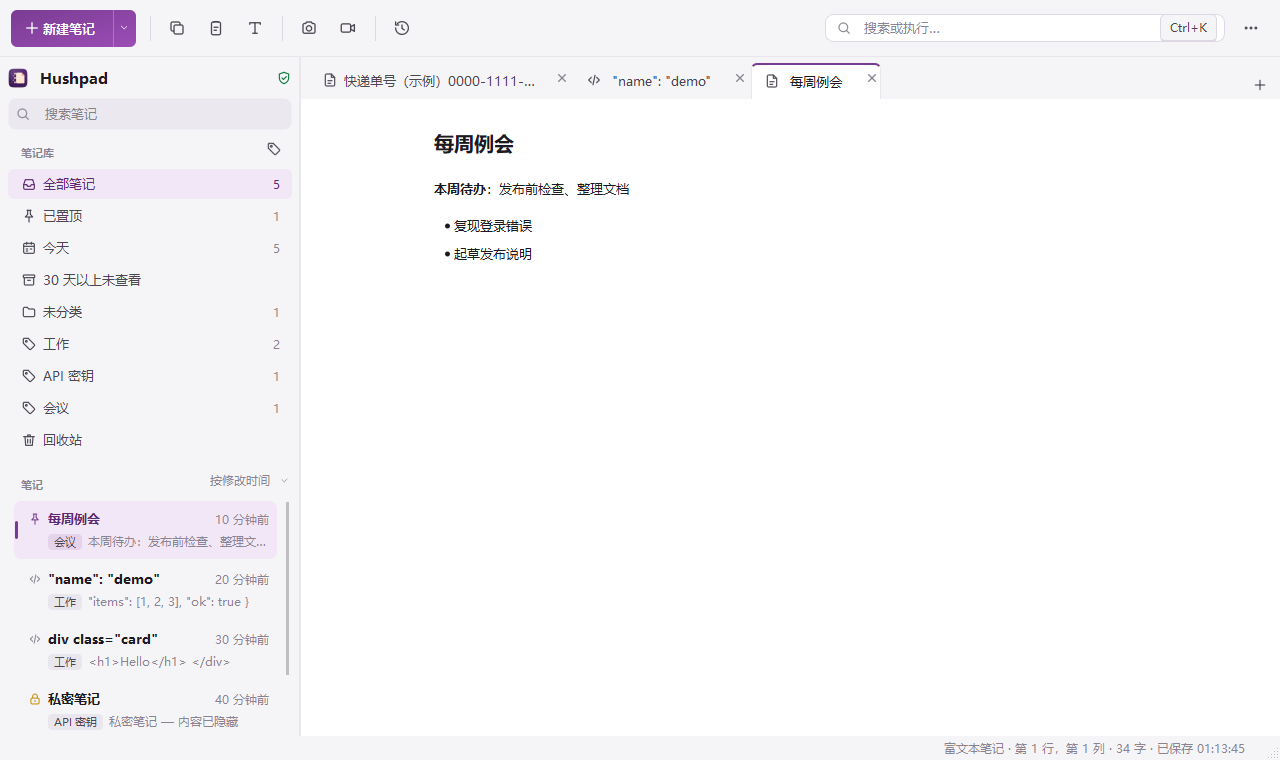 新建笔记
搜索或执行...
Ctrl+K
Hushpad
搜索笔记
笔记库
全部笔记 5
已置顶 1
今天 5
30 天以上未查看
未分类 1
工作 2
API 密钥 1
会议 1
回收站
笔记 按修改时间
每周例会 10 分钟前
会议 本周待办：发布前检查、整理文...
"name": "demo" 20 分钟前
工作 "items": [1, 2, 3], "ok": true }
div class="card" 30 分钟前
工作 <h1>Hello</h1> </div>
私密笔记 40 分钟前
API 密钥 私密笔记 — 内容已隐藏
快递单号（示例）0000-1111-...
"name": "demo"
每周例会
每周例会
本周待办：发布前检查、整理文档
• 复现登录错误
• 起草发布说明
富文本笔记 · 第 1 行，第 1 列 · 34 字 · 已保存 01:13:45